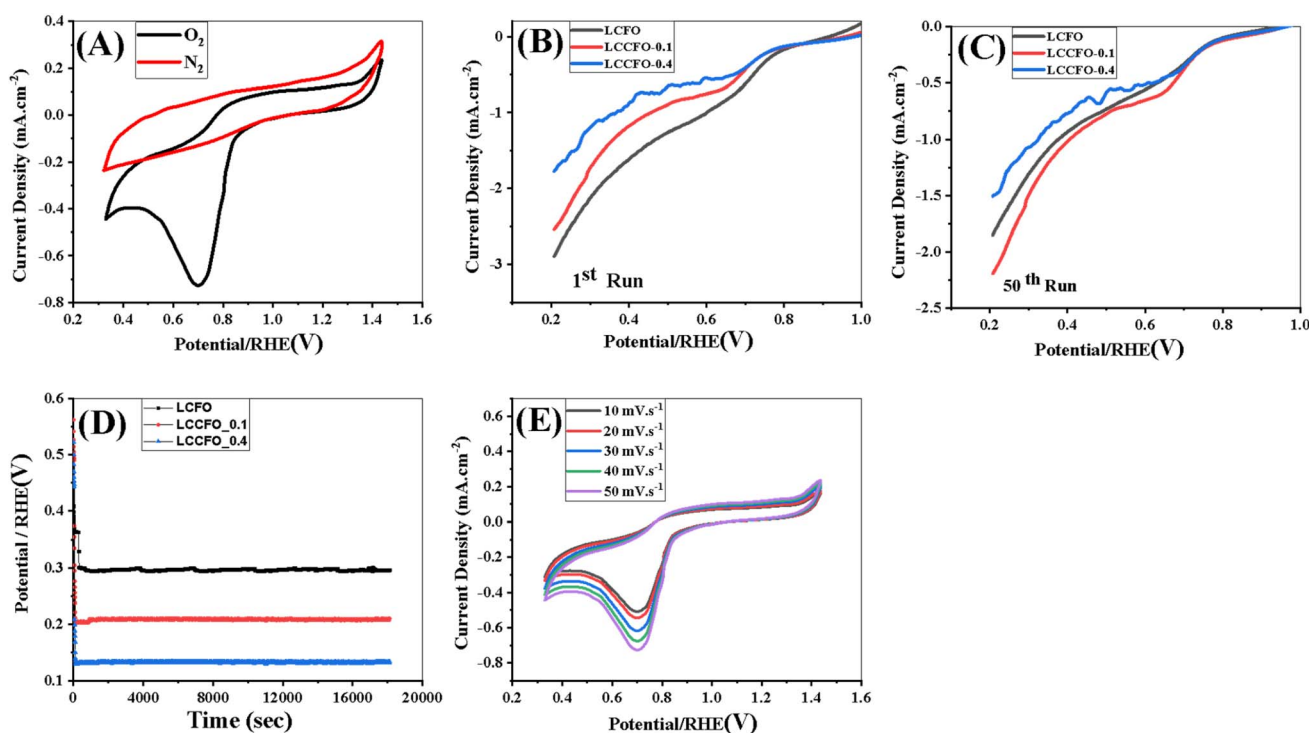 (A)
O₂
N₂
Current Density (mA.cm⁻²)
0.4
0.2
0.0
-0.2
-0.4
-0.6
-0.8
0.2 0.4 0.6 0.8 1.0 1.2 1.4 1.6
Potential/RHE(V)
(B)
LCFO
LCCFO-0.1
LCCFO-0.4
Current Density (mA.cm⁻²)
0
-1
-2
-3
1st Run
0.2 0.4 0.6 0.8 1.0
Potential/RHE(V)
(C)
LCFO
LCCFO-0.1
LCCFO-0.4
Current Density (mA.cm⁻²)
0.0
-0.5
-1.0
-1.5
-2.0
-2.5
50 th Run
0.2 0.4 0.6 0.8 1.0
Potential/RHE(V)
(D)
LCFO
LCCFO_0.1
LCCFO_0.4
Potential / RHE(V)
0.6
0.5
0.4
0.3
0.2
0.1
0 4000 8000 12000 16000 20000
Time (sec)
(E)
10 mV.s⁻¹
20 mV.s⁻¹
30 mV.s⁻¹
40 mV.s⁻¹
50 mV.s⁻¹
Current Density (mA.cm⁻²)
0.6
0.4
0.2
0.0
-0.2
-0.4
-0.6
-0.8
0.2 0.4 0.6 0.8 1.0 1.2 1.4 1.6
Potential/RHE(V)